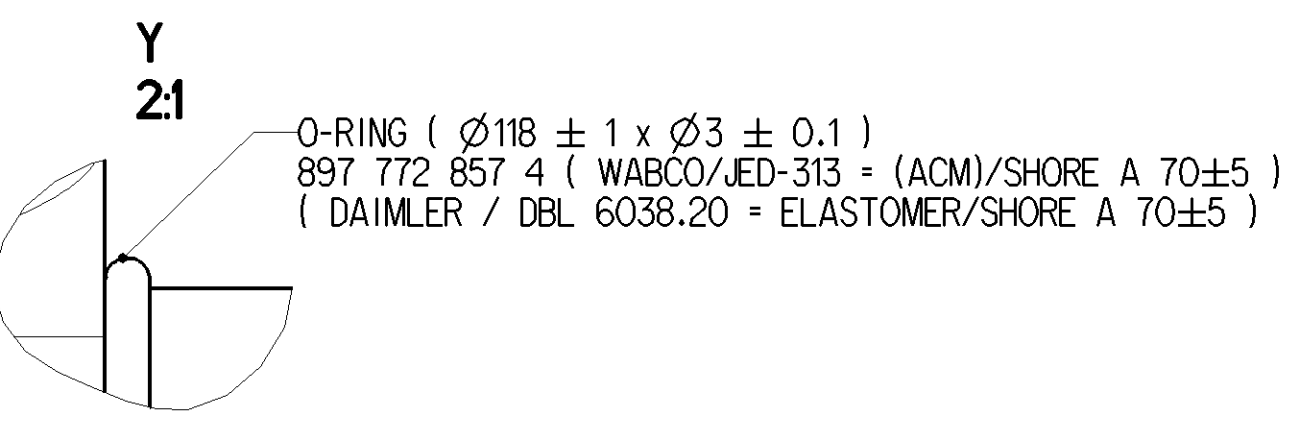 Y
2:1
O-RING ( Ø118 ± 1 x Ø3 ± 0.1 )
897 772 857 4 ( WABCO/JED-313 = (ACM)/SHORE A 70±5 )
( DAIMLER / DBL 6038.20 = ELASTOMER/SHORE A 70±5 )